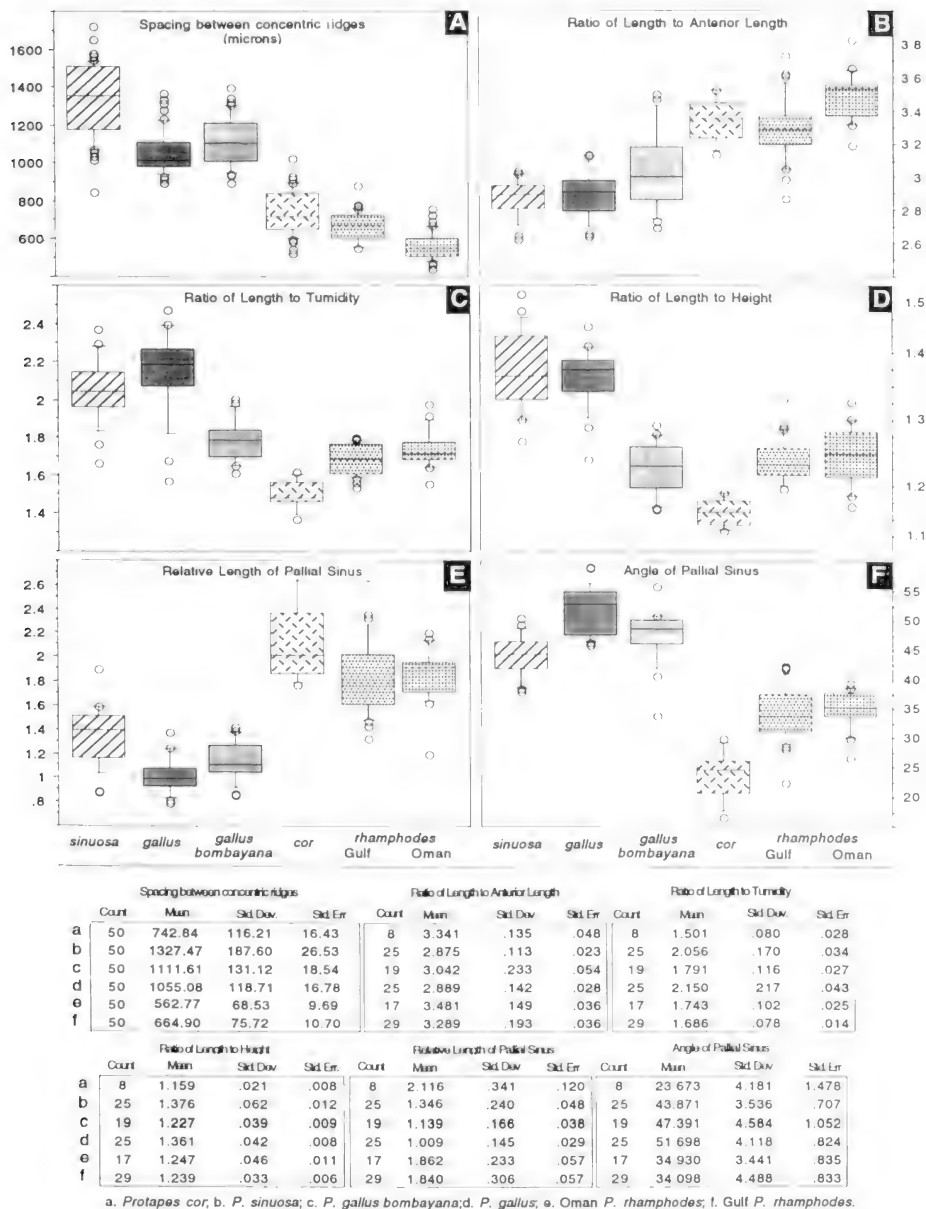 Spacing between concentric ridges
(microns)
A
1600
1400
1200
1000
800
600
Ratio of Length to Anterior Length
B
3 8
3.6
3.4
3.2
3
2.8
2.6
Ratio of Length to Tumidity
C
2.4
2.2
2
1.8
1.6
1.4
Ratio of Length to Height
D
1.5
1.4
1.3
1.2
1.1
Relative Length of Pallial Sinus
E
2.6
2.4
2.2
2
1.8
1.6
1.4
1.2
1
.8
Angle of Pallial Sinus
F
55
50
45
40
35
30
25
20
sinuosa gallus gallus bombayana cor rhamphodes Gulf Oman
sinuosa gallus gallus bombayana cor rhamphodes Gulf Oman
Spacing between concentric ridges Ratio of Length to Anterior Length Ratio of Length to Tumidity
Count Mean Std. Dev. Std. Err Count Mean Std. Dev Std. Err Count Mean Std. Dev. Std. Err
a 50 742.84 116.21 16.43 8 3.341 .135 .048 8 1.501 .080 .028
b 50 1327.47 187.60 26.53 25 2.875 .113 .023 25 2.056 .170 .034
c 50 1111.61 131.12 18.54 19 3.042 .233 .054 19 1.791 .116 .027
d 50 1055.08 118.71 16.78 25 2.889 .142 .028 25 2.150 217 .043
e 50 562.77 68.53 9.69 17 3.481 149 .036 17 1.743 .102 .025
f 50 664.90 75.72 10.70 29 3.289 .193 .036 29 1.686 .078 .014
Ratio of Length to Height Relative Length of Pallial Sinus Angle of Pallial Sinus
Count Mean Std. Dev Std. Err Count Mean Std. Dev Std. Err Count Mean Std. Dev Std. Err
a 8 1.159 .021 .008 8 2.116 .341 .120 8 23 673 4.181 1.478
b 25 1.376 .062 .012 25 1.346 .240 .048 25 43.871 3.536 .707
c 19 1.227 .039 .009 19 1.139 .166 .038 19 47.391 4.584 1.052
d 25 1.361 .042 .008 25 1.009 .145 .029 25 51 698 4.118 .824
e 17 1.247 .046 .011 17 1.862 .233 .057 17 34 930 3.441 .835
f 29 1.239 .033 .006 29 1.840 .306 .057 29 34 098 4.488 .833
a. Protapes cor; b. P. sinuosa; c. P. gallus bombayana; d. P. gallus; e. Oman P. rhamphodes; f. Gulf P. rhamphodes.